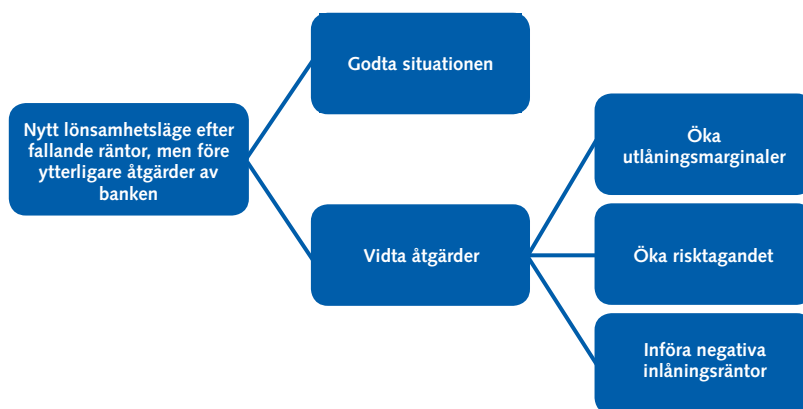 Godta situationen
Nytt lönsamhetsläge efter
fallande räntor, men före
ytterligare åtgärder av
banken
Vidta åtgärder
Öka
utlåningsmarginaler
Öka risktagandet
Införa negativa
inlåningsräntor